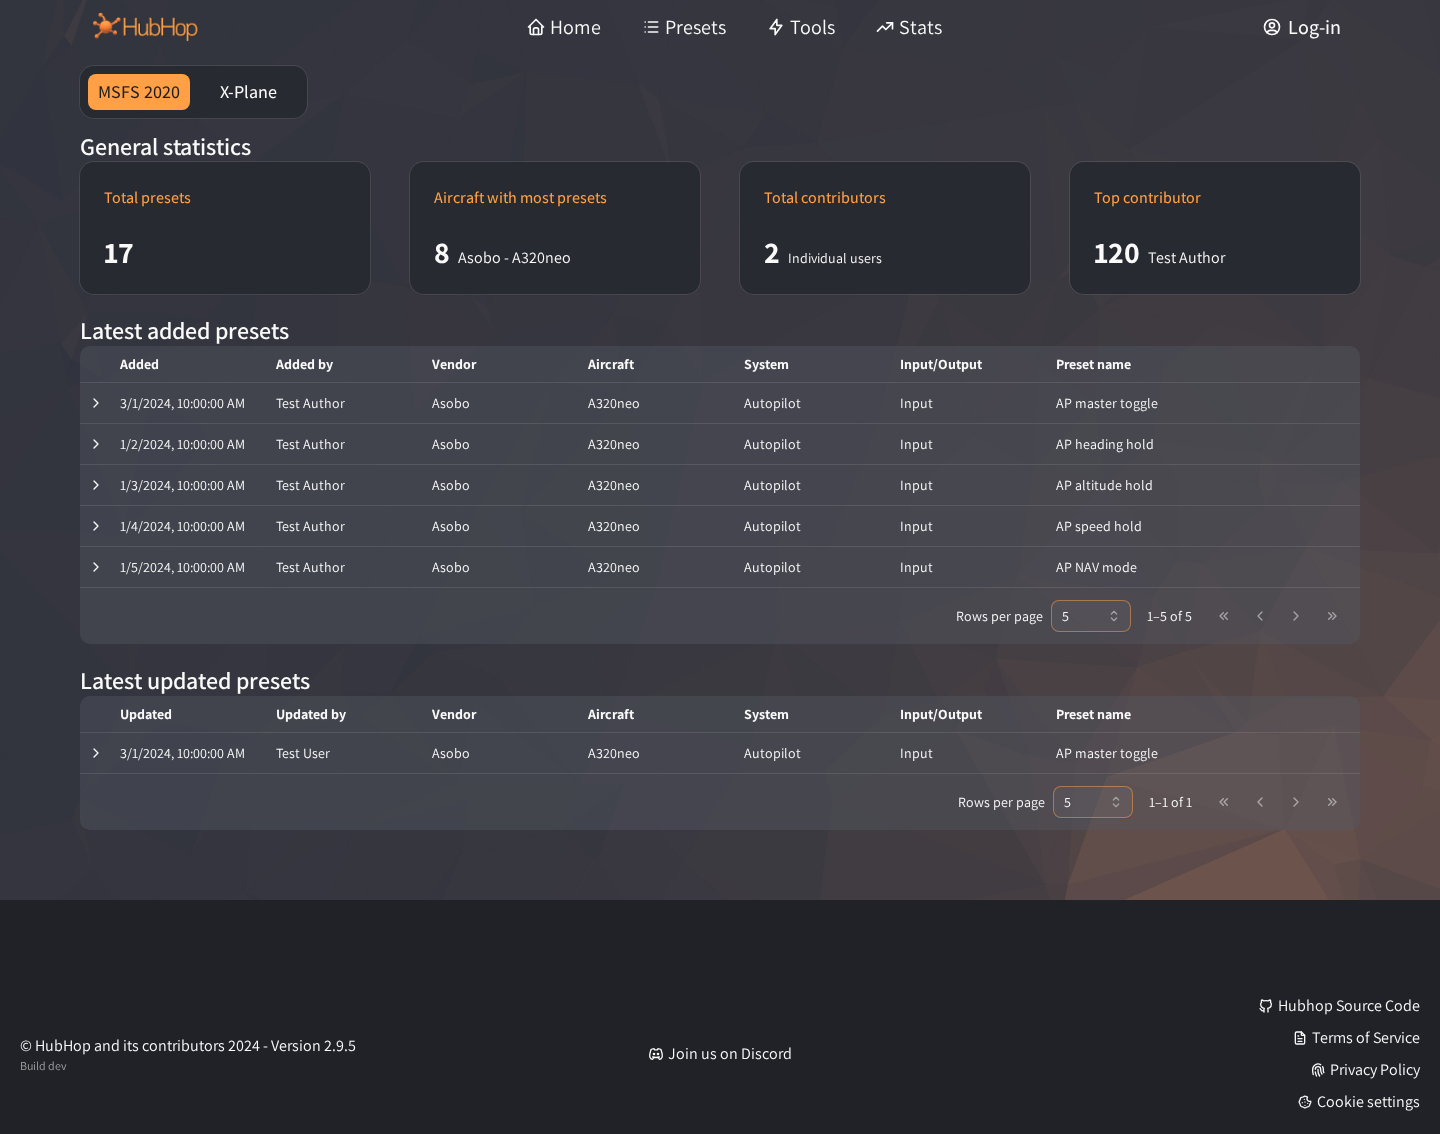 HubHop
Home
Presets
Tools
Stats
Log-in
MSFS 2020
X-Plane
General statistics
Total presets
17
Aircraft with most presets
8 Asobo - A320neo
Total contributors
2 Individual users
Top contributor
120 Test Author
Latest added presets
Added Added by Vendor Aircraft System Input/Output Preset name
3/1/2024, 10:00:00 AM Test Author Asobo A320neo Autopilot Input AP master toggle
1/2/2024, 10:00:00 AM Test Author Asobo A320neo Autopilot Input AP heading hold
1/3/2024, 10:00:00 AM Test Author Asobo A320neo Autopilot Input AP altitude hold
1/4/2024, 10:00:00 AM Test Author Asobo A320neo Autopilot Input AP speed hold
1/5/2024, 10:00:00 AM Test Author Asobo A320neo Autopilot Input AP NAV mode
Rows per page 5 1–5 of 5
Latest updated presets
Updated Updated by Vendor Aircraft System Input/Output Preset name
3/1/2024, 10:00:00 AM Test User Asobo A320neo Autopilot Input AP master toggle
Rows per page 5 1–1 of 1
© HubHop and its contributors 2024 - Version 2.9.5
Build dev
Join us on Discord
Hubhop Source Code
Terms of Service
Privacy Policy
Cookie settings